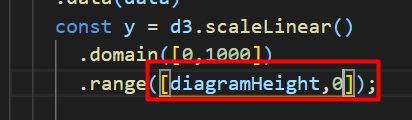 .data(data)
const y = d3.scaleLinear()
.domain([0,1000])
.range([diagramHeight,0]);